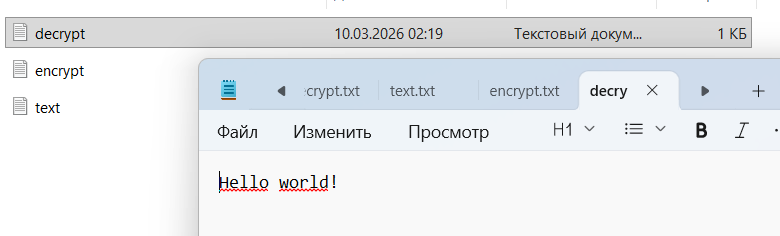 decrypt 10.03.2026 02:19 Текстовый докум... 1 КБ
encrypt
text
crypt.txt text.txt encrypt.txt decry
Файл Изменить Просмотр H1 B I
Hello world!